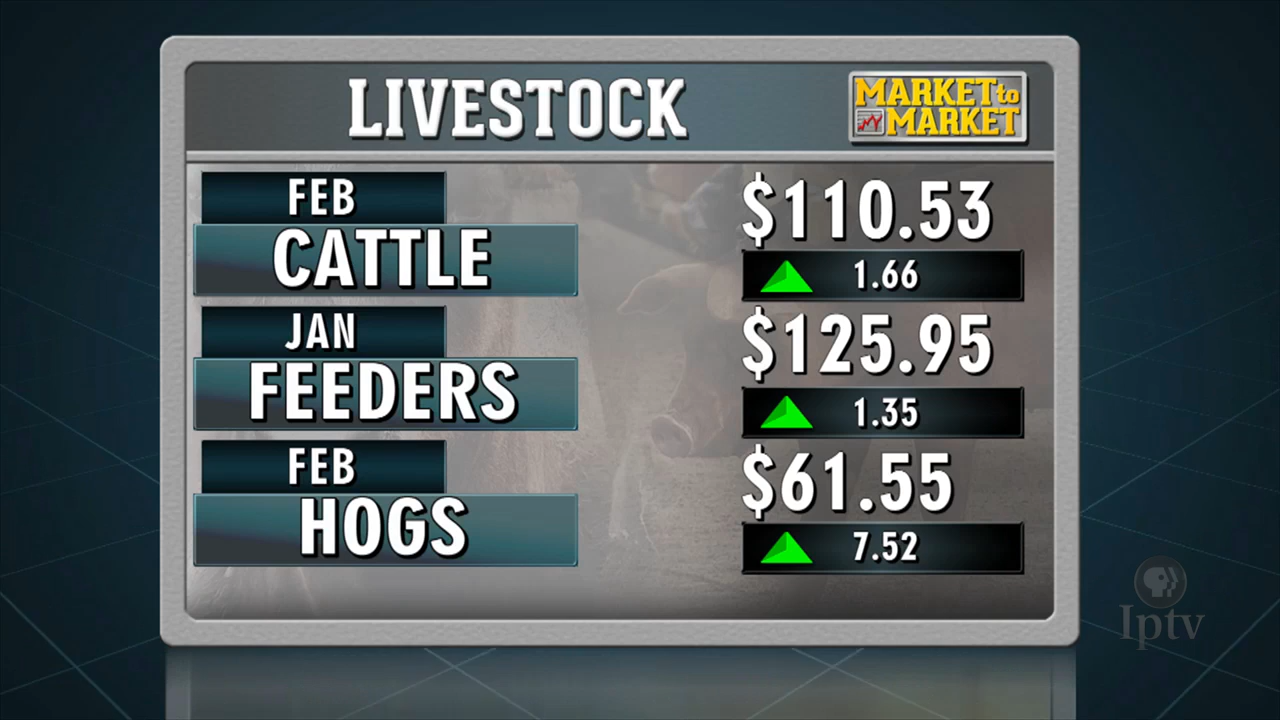 LIVESTOCK
MARKET to
MARKET
FEB
CATTLE
$110.53
1.66
JAN
FEEDERS
$125.95
1.35
FEB
HOGS
$61.55
7.52
Iptv